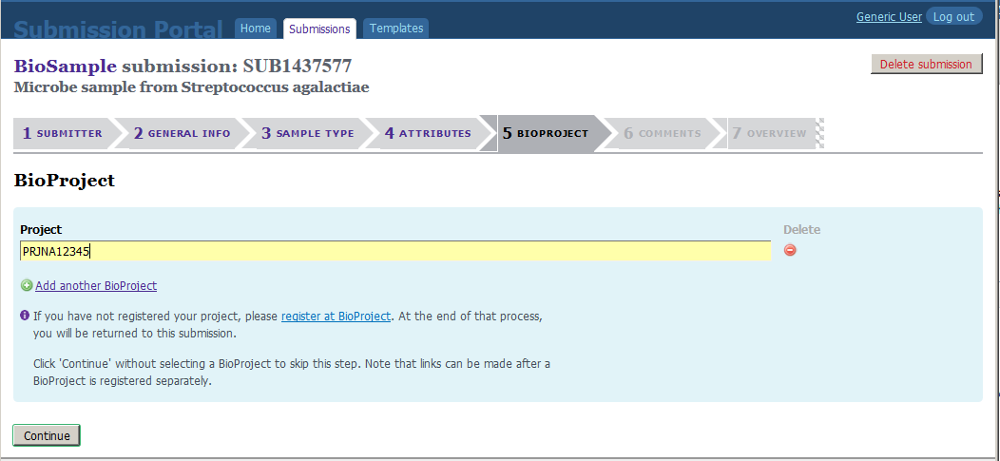 Submission Portal Home Submissions Templates Generic User Log out
BioSample submission: SUB1437577 Delete submission
Microbe sample from Streptococcus agalactiae
1 SUBMITTER 2 GENERAL INFO 3 SAMPLE TYPE 4 ATTRIBUTES 5 BIOPROJECT 6 COMMENTS 7 OVERVIEW
BioProject
Project Delete
PRJNA12345
Add another BioProject
If you have not registered your project, please register at BioProject. At the end of that process,
you will be returned to this submission.
Click 'Continue' without selecting a BioProject to skip this step. Note that links can be made after a
BioProject is registered separately.
Continue